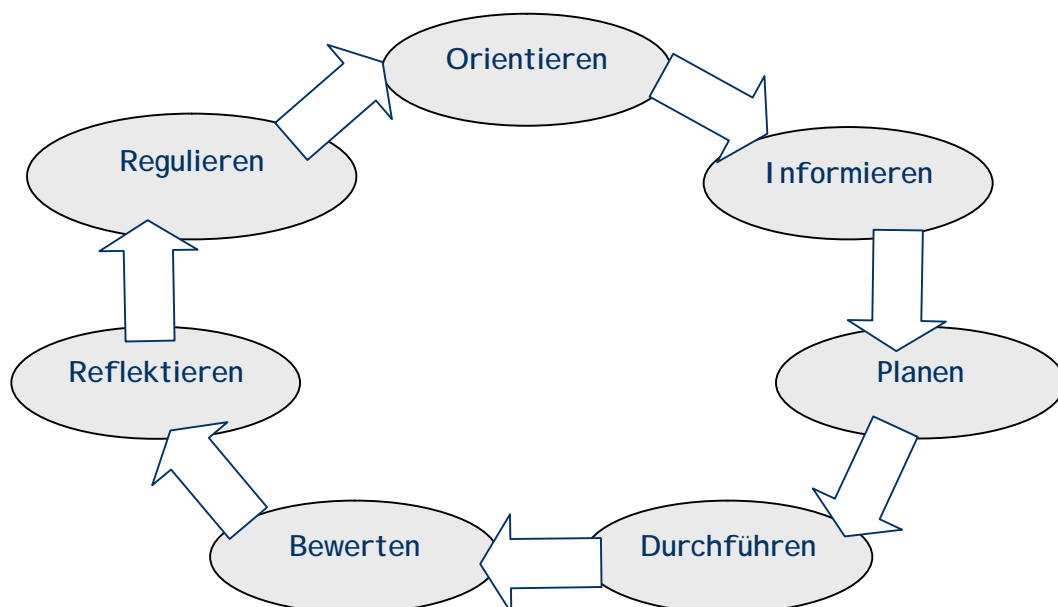 Orientieren
Informieren
Planen
Durchführen
Bewerten
Reflektieren
Regulieren